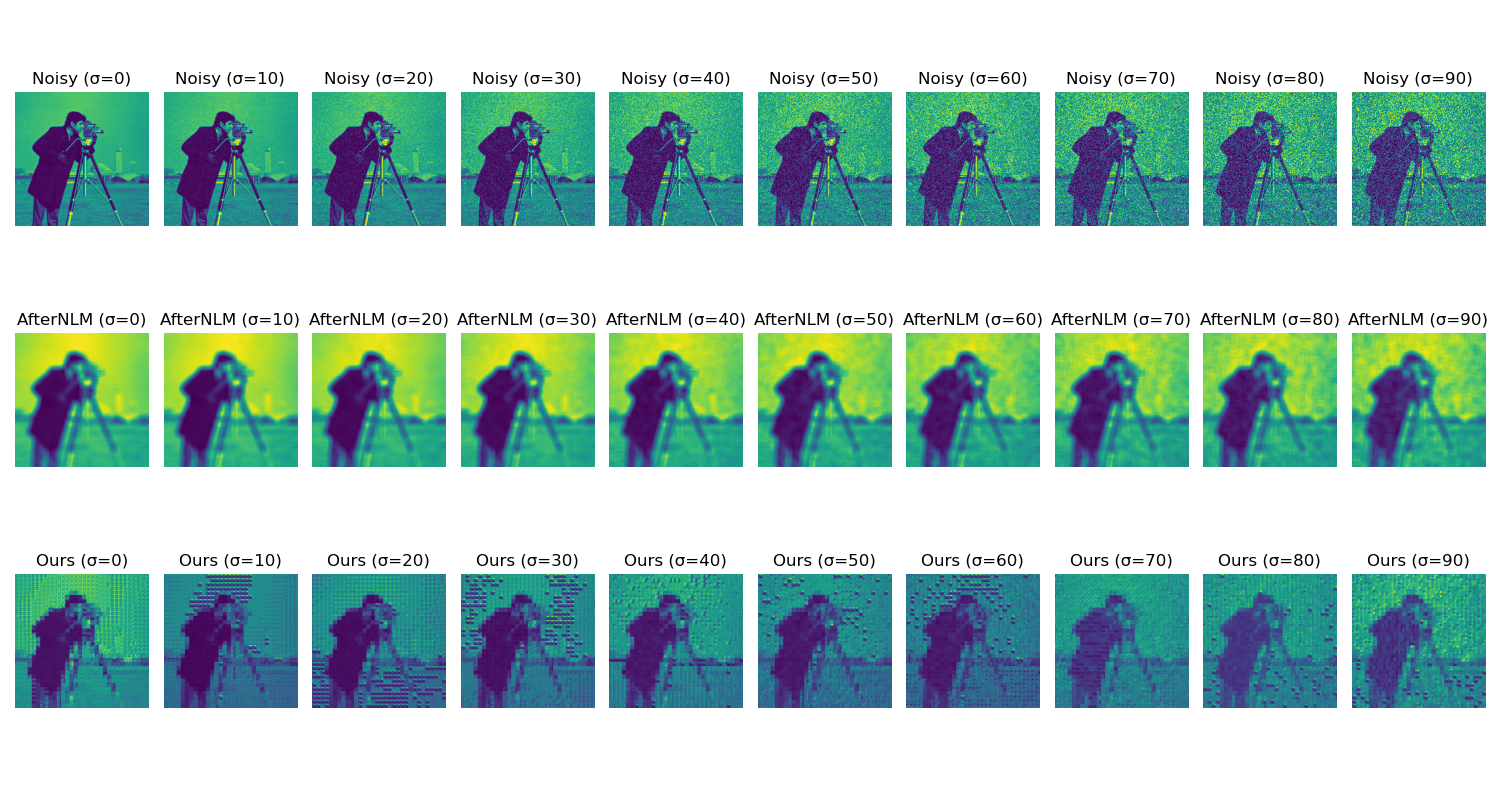 Noisy (σ=0) Noisy (σ=10) Noisy (σ=20) Noisy (σ=30) Noisy (σ=40) Noisy (σ=50) Noisy (σ=60) Noisy (σ=70) Noisy (σ=80) Noisy (σ=90)
AfterNLM (σ=0) AfterNLM (σ=10) AfterNLM (σ=20) AfterNLM (σ=30) AfterNLM (σ=40) AfterNLM (σ=50) AfterNLM (σ=60) AfterNLM (σ=70) AfterNLM (σ=80) AfterNLM (σ=90)
Ours (σ=0) Ours (σ=10) Ours (σ=20) Ours (σ=30) Ours (σ=40) Ours (σ=50) Ours (σ=60) Ours (σ=70) Ours (σ=80) Ours (σ=90)